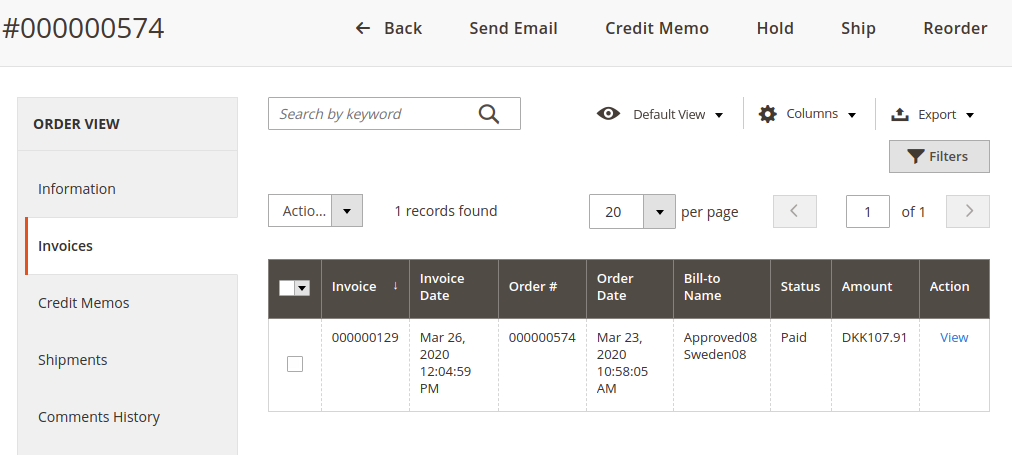 #000000574
Back
Send Email
Credit Memo
Hold
Ship
Reorder
ORDER VIEW
Information
Invoices
Credit Memos
Shipments
Comments History
Search by keyword
Default View
Columns
Export
Filters
Actio...
1 records found
20
per page
1
of 1
Invoice ↓
Invoice
Date
Order #
Order
Date
Bill-to
Name
Status
Amount
Action
000000129
Mar 26,
2020
12:04:59
PM
000000574
Mar 23,
2020
10:58:05
AM
Approved08
Sweden08
Paid
DKK107.91
View